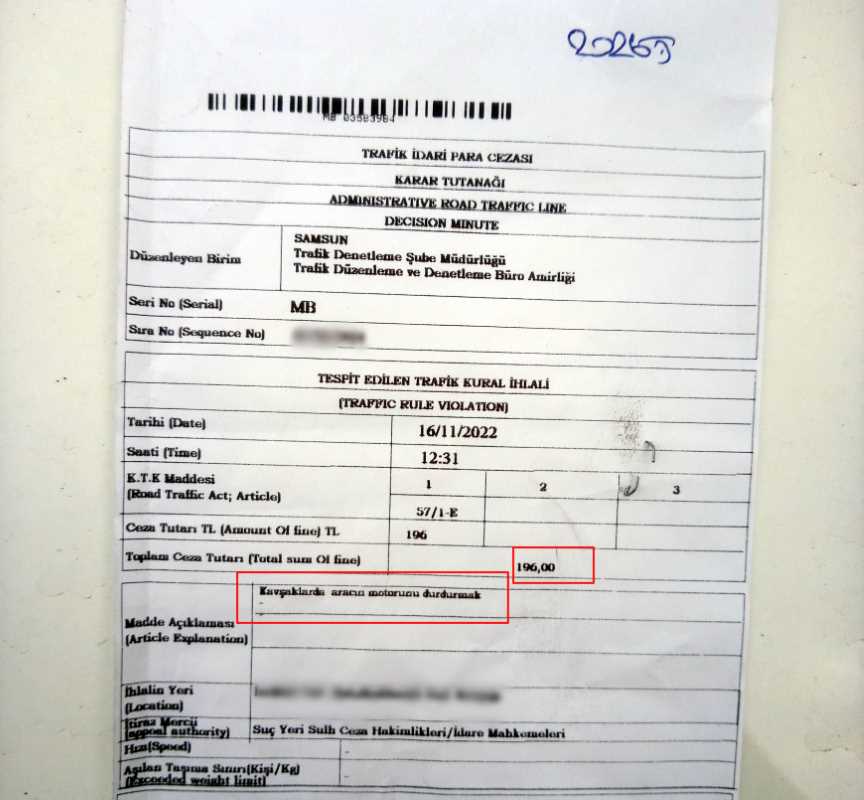 MB 03583984
TRAFİK İDARİ PARA CEZASI
KARAR TUTANAĞI
ADMINISTRATIVE ROAD TRAFFIC LINE
DECISION MINUTE
Düzenleyen Birim
SAMSUN
Trafik Denetleme Şube Müdürlüğü
Trafik Düzenleme ve Denetleme Büro Amirliği
Seri No (Serial) MB
Sıra No (Sequence No)
TESPİT EDİLEN TRAFİK KURAL İHLALİ
(TRAFFIC RULE VIOLATION)
Tarihi (Date) 16/11/2022
Saati (Time) 12:31
K.T.K Maddesi
(Road Traffic Act; Article)
1 2 3
57/1-E
Ceza Tutarı TL (Amount Of fine) TL 196
Toplam Ceza Tutarı (Total sum Of fine) 196,00
Madde Açıklaması
(Article Explanation)
Kavşaklarda aracın motorunu durdurmak
-
-
İhlalin Yeri
(Location)
İtiraz Mercii
(appeal authority)
Suç Yeri Sulh Ceza Hakimlikleri/İdare Mahkemeleri
Hızı(Speed) -
Aşılan Taşıma Sınırı(Kişi/Kg)
(Exceeded weight limit) -